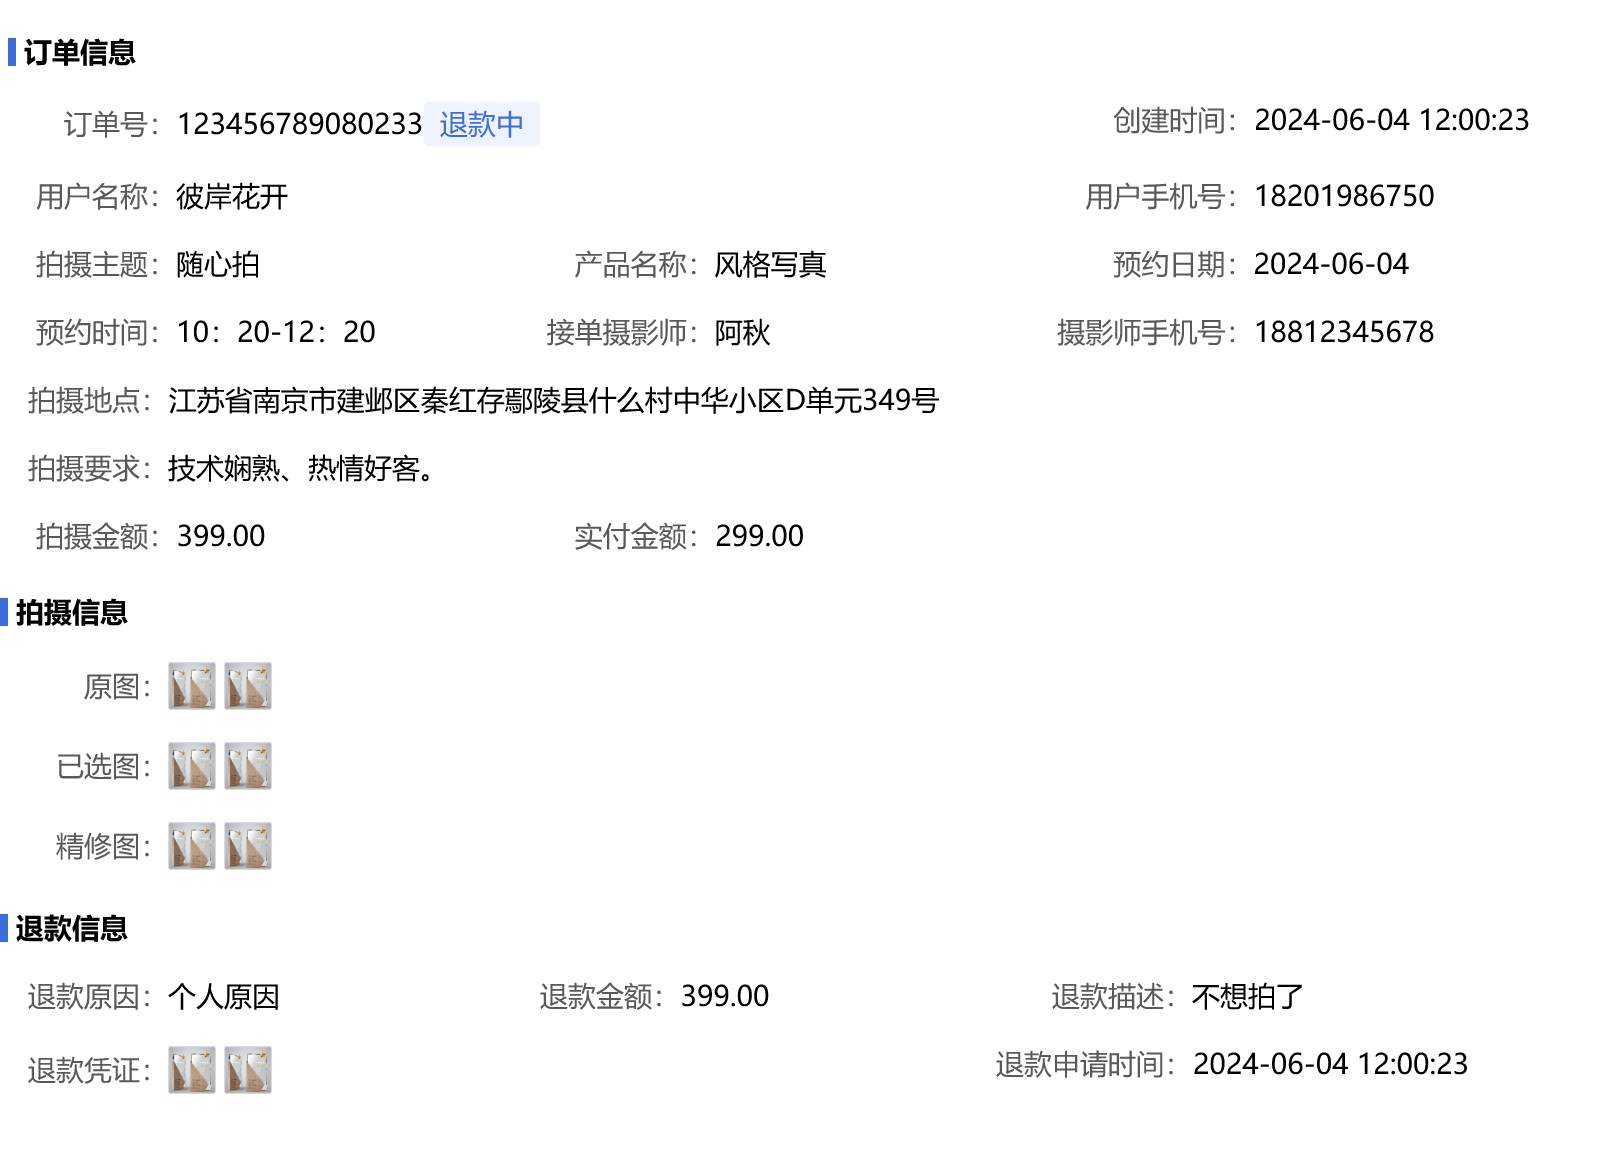 订单信息
订单号：123456789080233 退款中 创建时间：2024-06-04 12:00:23
用户名称：彼岸花开 用户手机号：18201986750
拍摄主题：随心拍 产品名称：风格写真 预约日期：2024-06-04
预约时间：10：20-12：20 接单摄影师：阿秋 摄影师手机号：18812345678
拍摄地点：江苏省南京市建邺区秦红存鄢陵县什么村中华小区D单元349号
拍摄要求：技术娴熟、热情好客。
拍摄金额：399.00 实付金额：299.00
拍摄信息
原图：
已选图：
精修图：
退款信息
退款原因：个人原因 退款金额：399.00 退款描述：不想拍了
退款凭证： 退款申请时间：2024-06-04 12:00:23